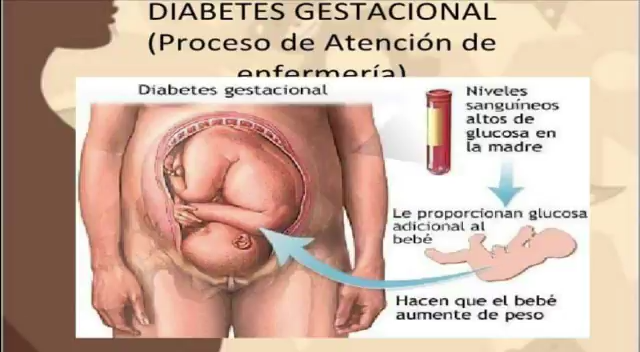 DIABETES GESTACIONAL
(Proceso de Atención de
enfermería)
Diabetes gestacional
Niveles
sanguíneos
altos de
glucosa en
la madre
Le proporcionan glucosa
adicional al
bebé
Hacen que el bebé
aumente de peso